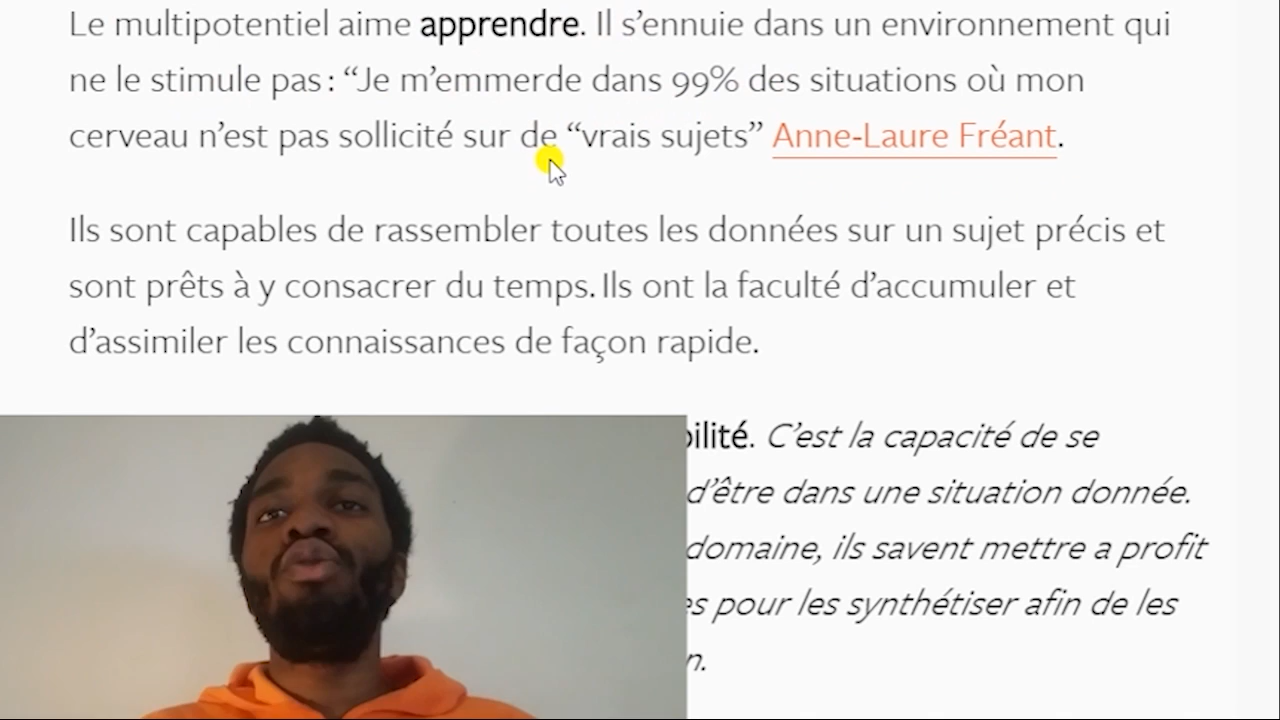 Le multipotentiel aime apprendre. Il s’ennuie dans un environnement qui
ne le stimule pas : “Je m’emmerde dans 99% des situations où mon
cerveau n’est pas sollicité sur de “vrais sujets” Anne-Laure Fréant.
Ils sont capables de rassembler toutes les données sur un sujet précis et
sont prêts à y consacrer du temps. Ils ont la faculté d’accumuler et
d’assimiler les connaissances de façon rapide.
C’est la capacité de se
d’être dans une situation donnée.
domaine, ils savent mettre a profit
pour les synthétiser afin de les